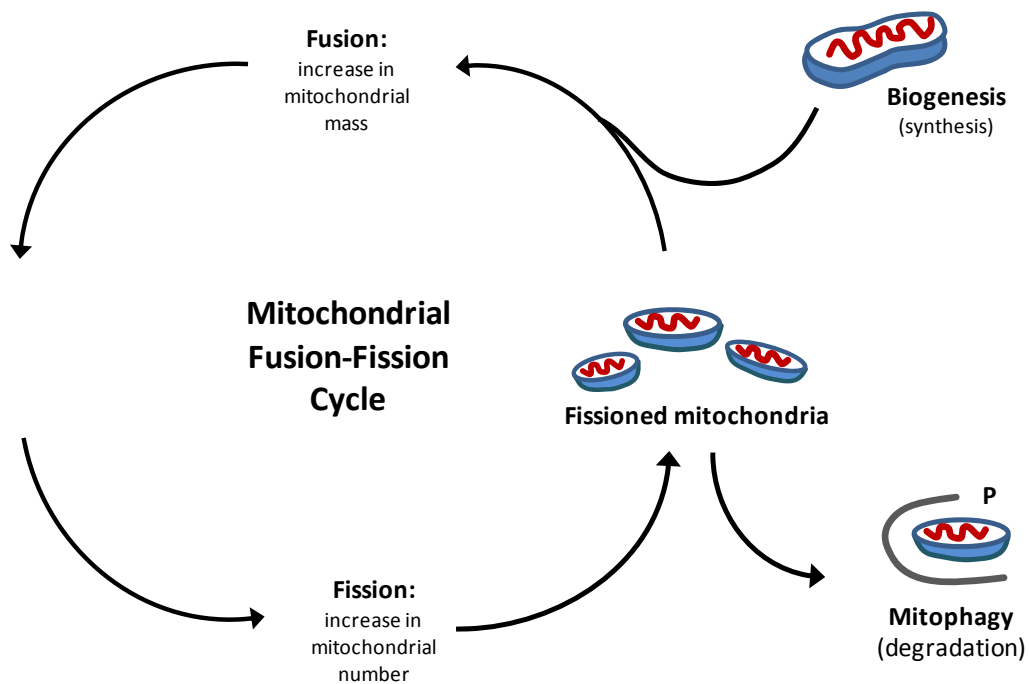 Fusion:
increase in
mitochondrial
mass
Biogenesis
(synthesis)
Mitochondrial
Fusion-Fission
Cycle
Fissioned mitochondria
P
Mitophagy
(degradation)
Fission:
increase in
mitochondrial
number